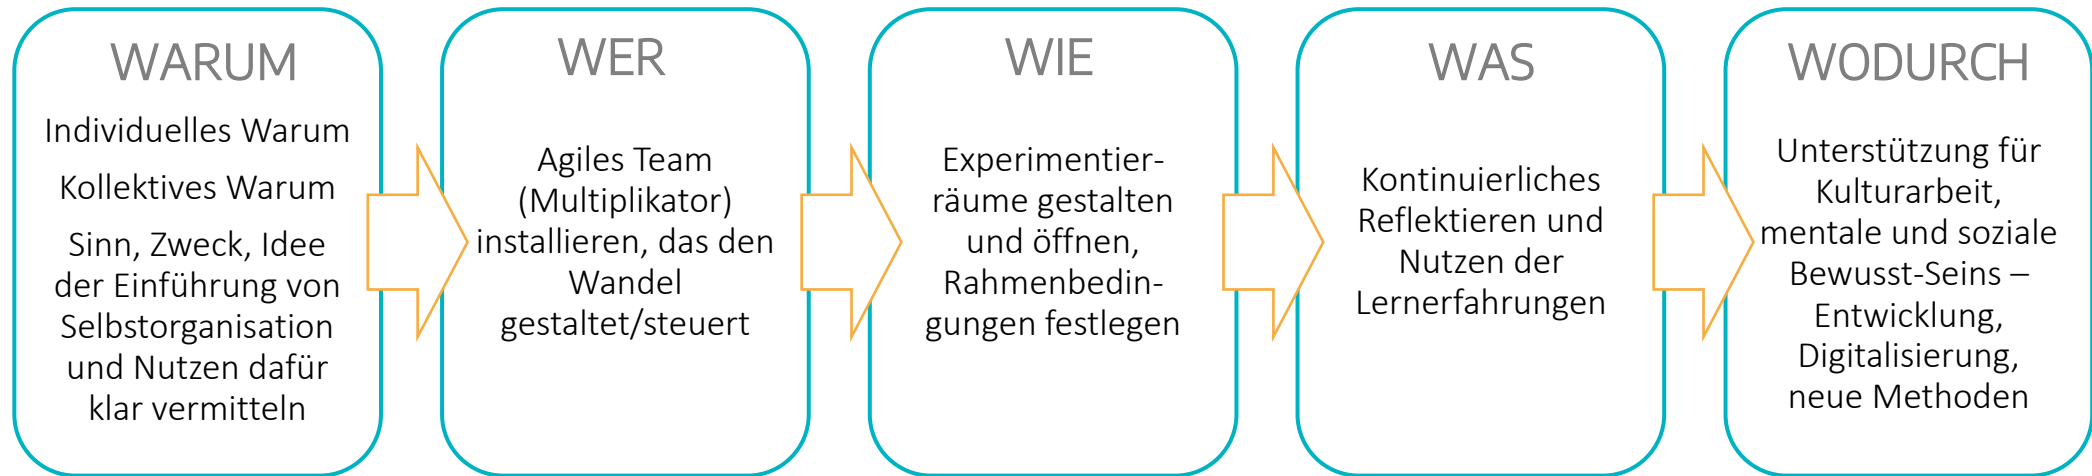 WARUM
Individuelles Warum
Kollektives Warum
Sinn, Zweck, Idee
der Einführung von
Selbstorganisation
und Nutzen dafür
klar vermitteln
WER
Agiles Team
(Multiplikator)
installieren, das den
Wandel
gestaltet/steuert
WIE
Experimentier-
räume gestalten
und öffnen,
Rahmenbedin-
gungen festlegen
WAS
Kontinuierliches
Reflektieren und
Nutzen der
Lernerfahrungen
WODURCH
Unterstützung für
Kulturarbeit,
mentale und soziale
Bewusst-Seins –
Entwicklung,
Digitalisierung,
neue Methoden